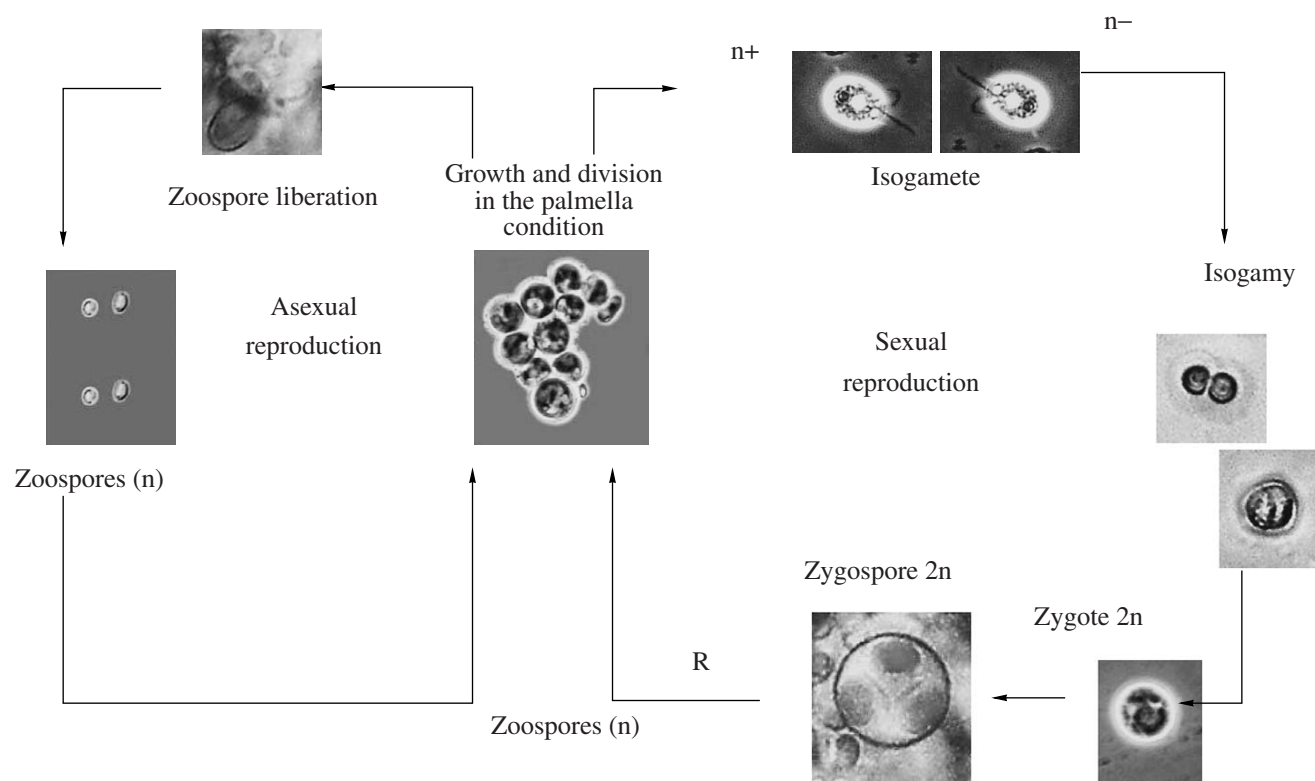 n+
n–
Zoospore liberation
Growth and division
in the palmella
condition
Isogamete
Isogamy
Asexual
reproduction
Sexual
reproduction
Zoospores (n)
Zygospore 2n
Zygote 2n
R
Zoospores (n)